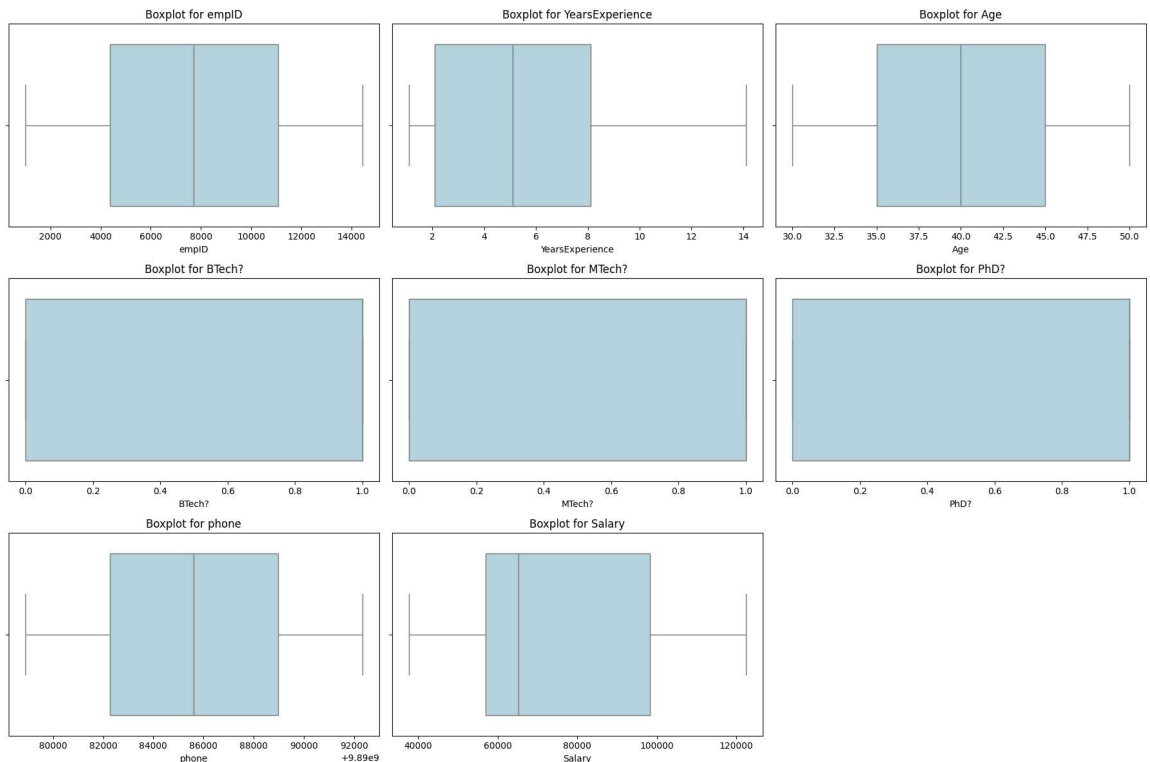 Boxplot for empID
2000 4000 6000 8000 10000 12000 14000
empID
Boxplot for YearsExperience
2 4 6 8 10 12 14
YearsExperience
Boxplot for Age
30.0 32.5 35.0 37.5 40.0 42.5 45.0 47.5 50.0
Age
Boxplot for BTech?
0.0 0.2 0.4 0.6 0.8 1.0
BTech?
Boxplot for MTech?
0.0 0.2 0.4 0.6 0.8 1.0
MTech?
Boxplot for PhD?
0.0 0.2 0.4 0.6 0.8 1.0
PhD?
Boxplot for phone
80000 82000 84000 86000 88000 90000 92000
phone +9.89e9
Boxplot for Salary
40000 60000 80000 100000 120000
Salary